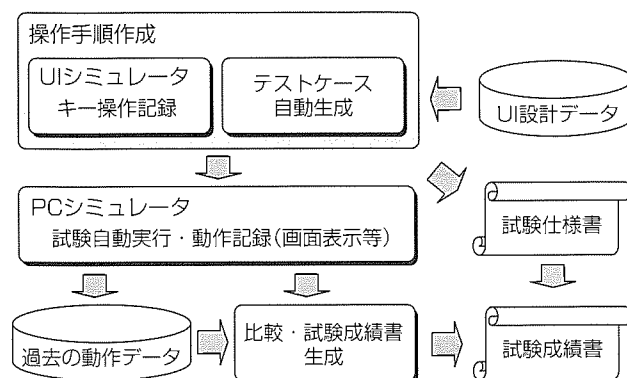 操作手順作成
UIシミュレータ
キー操作記録
テストケース
自動生成
UI設計データ
PCシミュレータ
試験自動実行・動作記録(画面表示等)
試験仕様書
過去の動作データ
比較・試験成績書
生成
試験成績書